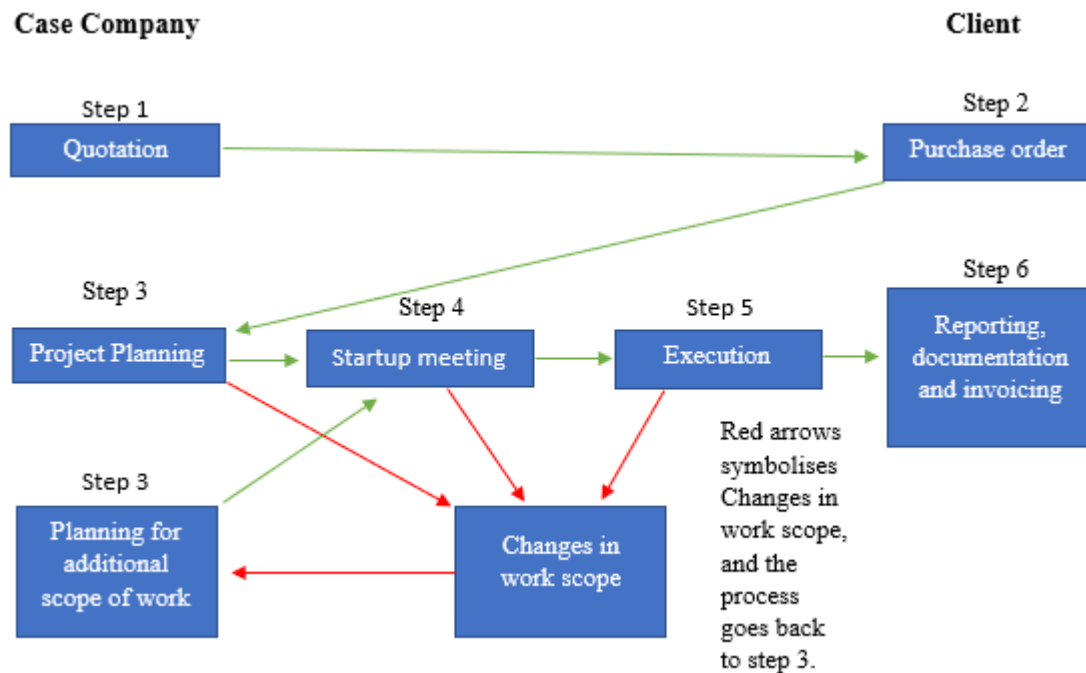 Case Company
Client
Step 1
Step 2
Quotation
Purchase order
Step 3
Step 4
Step 5
Step 6
Project Planning
Startup meeting
Execution
Reporting,
documentation
and invoicing
Step 3
Planning for
additional
scope of work
Changes in
work scope
Red arrows
symbolises
Changes in
work scope,
and the
process
goes back
to step 3.